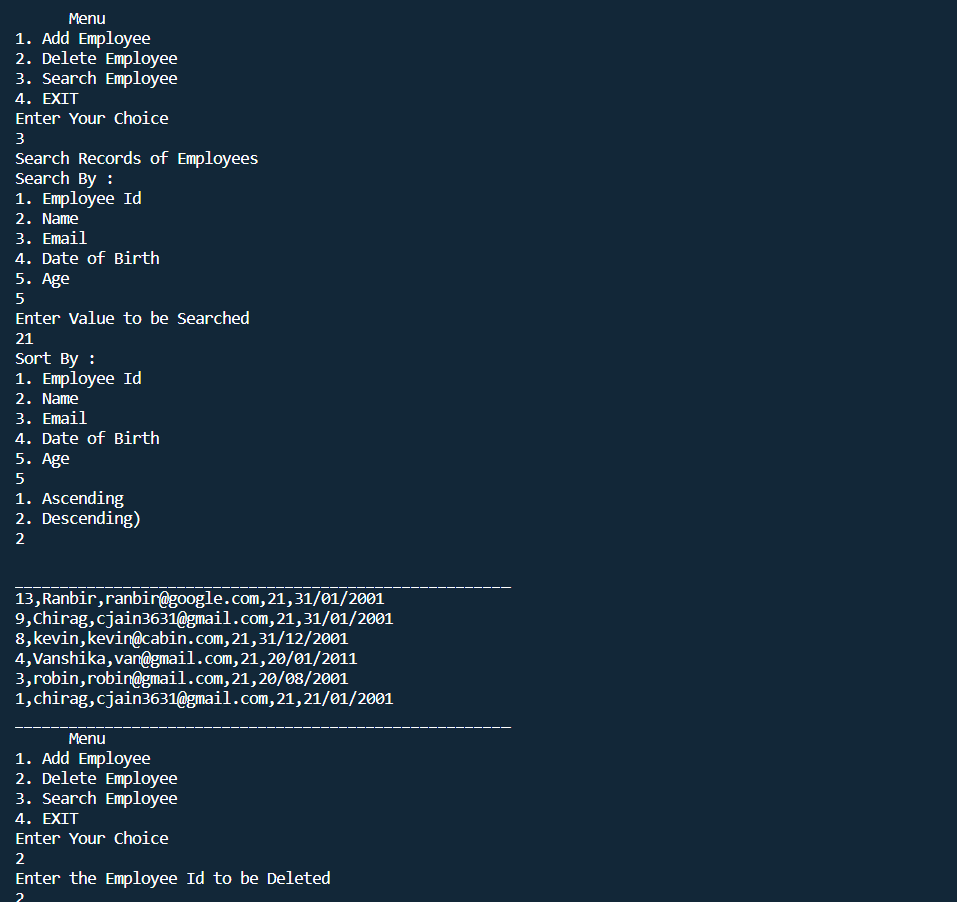 Menu
1. Add Employee
2. Delete Employee
3. Search Employee
4. EXIT
Enter Your Choice
3
Search Records of Employees
Search By :
1. Employee Id
2. Name
3. Email
4. Date of Birth
5. Age
5
Enter Value to be Searched
21
Sort By :
1. Employee Id
2. Name
3. Email
4. Date of Birth
5. Age
5
1. Ascending
2. Descending)
2
_______________________________________________________
13,Ranbir,ranbir@google.com,21,31/01/2001
9,Chirag,cjain3631@gmail.com,21,31/01/2001
8,kevin,kevin@cabin.com,21,31/12/2001
4,Vanshika,van@gmail.com,21,20/01/2011
3,robin,robin@gmail.com,21,20/08/2001
1,chirag,cjain3631@gmail.com,21,21/01/2001
_______________________________________________________
Menu
1. Add Employee
2. Delete Employee
3. Search Employee
4. EXIT
Enter Your Choice
2
Enter the Employee Id to be Deleted
2